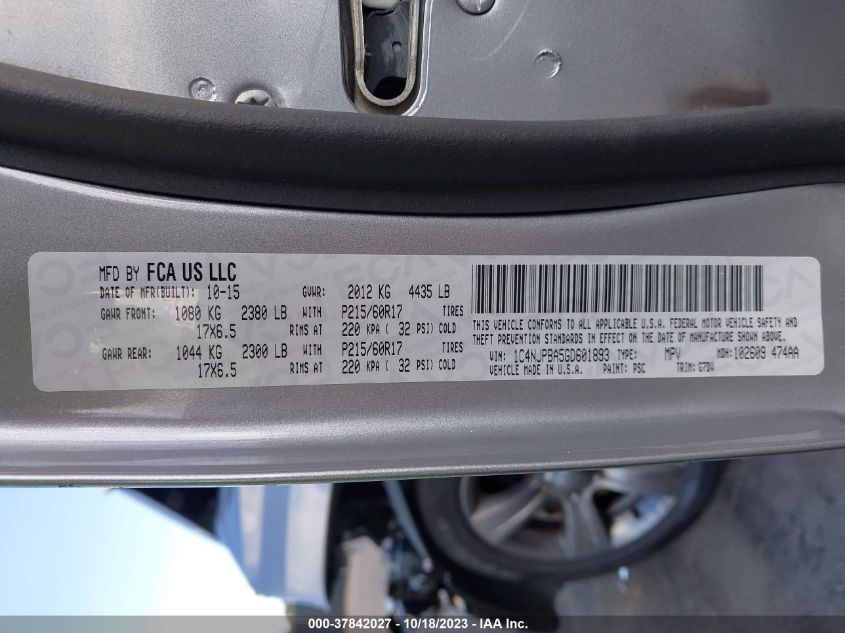 MFD BY FCA US LLC
DATE OF MFR(BUILT): 10-15 GVWR: 2012 KG 4435 LB
GAWR FRONT: 1080 KG 2380 LB WITH P215/60R17 TIRES
17X6.5 RIMS AT 220 KPA ( 32 PSI) COLD
GAWR REAR: 1044 KG 2300 LB WITH P215/60R17 TIRES
17X6.5 RIMS AT 220 KPA ( 32 PSI) COLD
THIS VEHICLE CONFORMS TO ALL APPLICABLE U.S.A. FEDERAL MOTOR VEHICLE SAFETY AND
THEFT PREVENTION STANDARDS IN EFFECT ON THE DATE OF MANUFACTURE SHOWN ABOVE.
VIN: 1C4NJPBA5GD601893 TYPE: MPV MDH:102609 474AA
VEHICLE MADE IN U.S.A. PAINT: PSC TRIM: G7DV
000-37842027 - 10/18/2023 - IAA Inc.